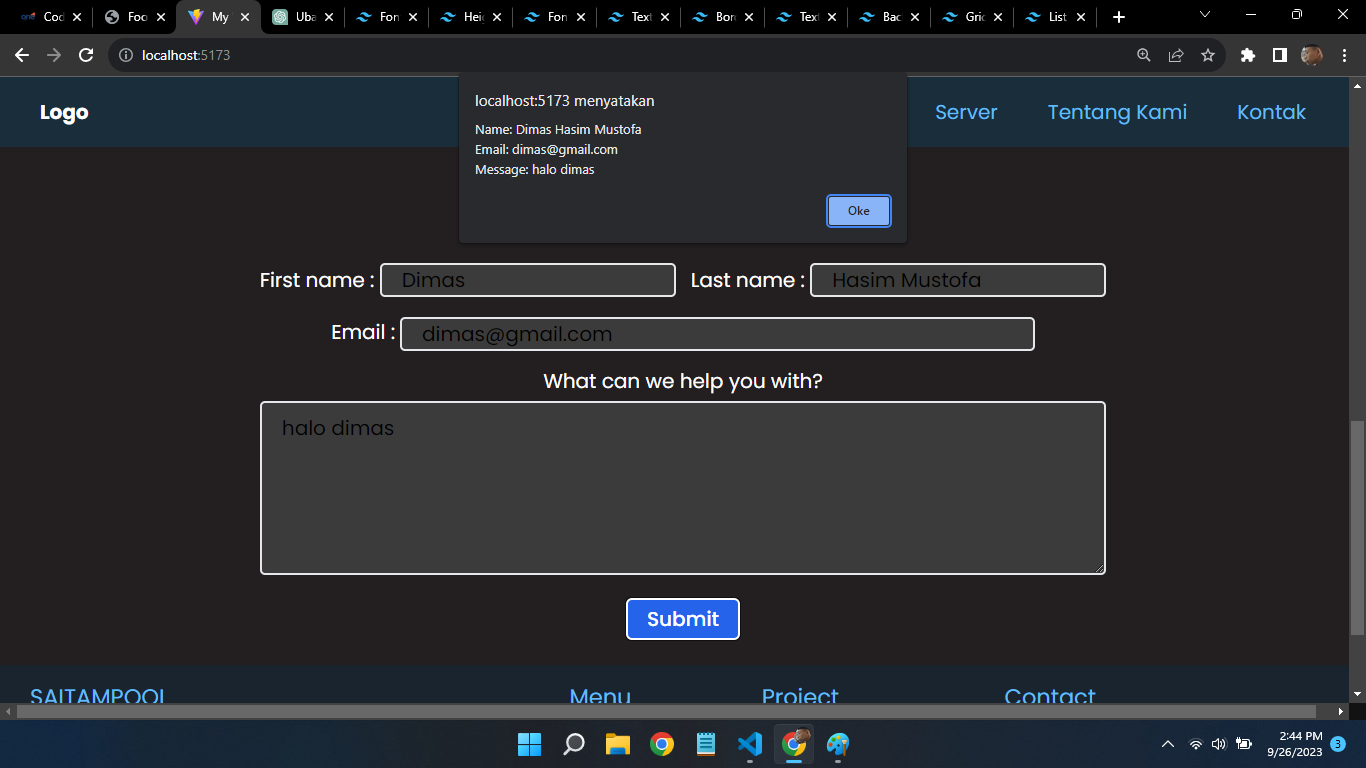 Cod
Foo
My
Uba
Fon
Hei
Fon
Text
Bor
Text
Bac
Gric
List
localhost:5173
localhost:5173 menyatakan
Name: Dimas Hasim Mustofa
Email: dimas@gmail.com
Message: halo dimas
Oke
Logo
Server
Tentang Kami
Kontak
First name : Dimas
Last name : Hasim Mustofa
Email : dimas@gmail.com
What can we help you with?
halo dimas
Submit
SAITAMPOOL
Menu
Project
Contact
2:44 PM
9/26/2023
3